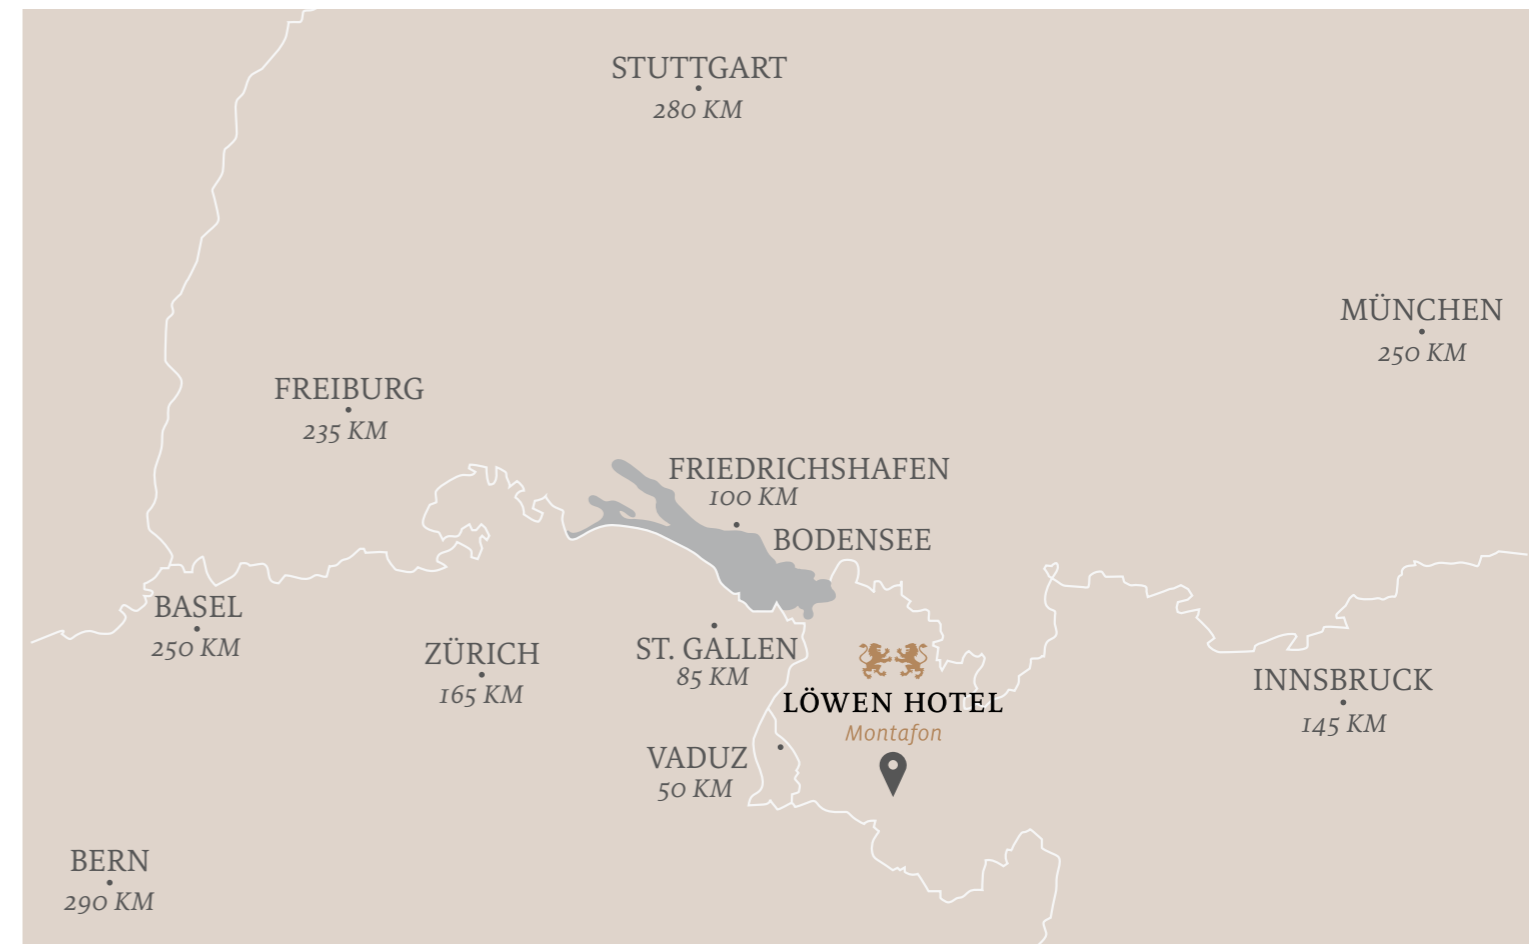 STUTTGART
280 KM
MÜNCHEN
250 KM
FREIBURG
235 KM
FRIEDRICHSHAFEN
100 KM
BODENSEE
BASEL
250 KM
ZÜRICH
165 KM
ST. GALLEN
85 KM
LÖWEN HOTEL
Montafon
INNSBRUCK
145 KM
VADUZ
50 KM
BERN
290 KM